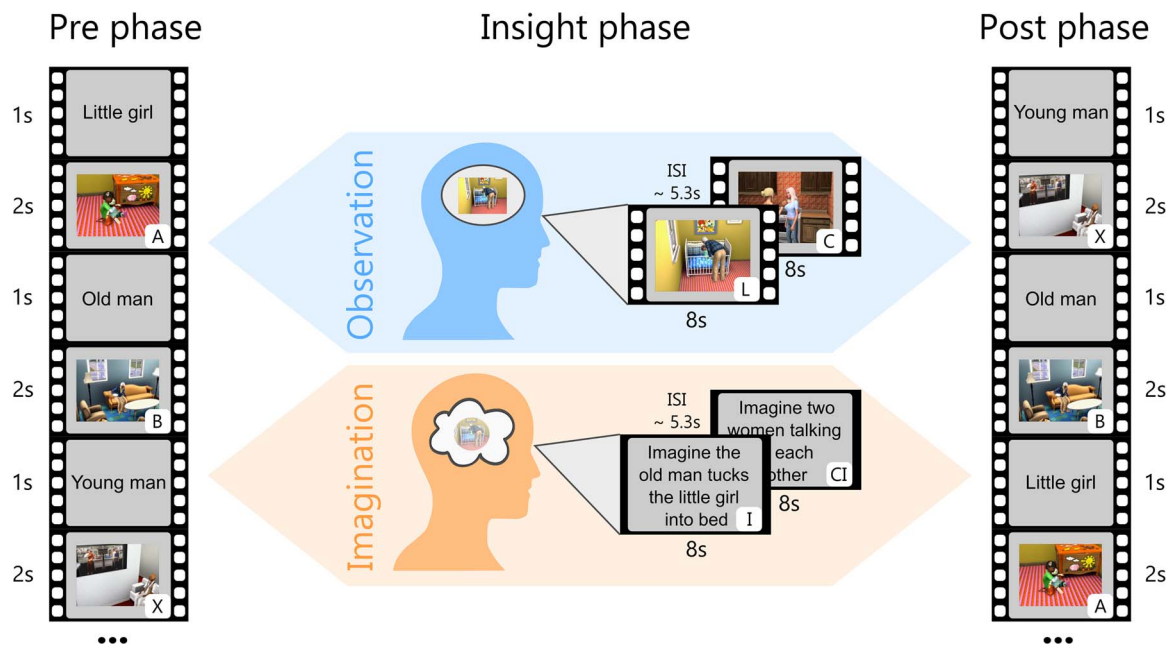 Pre phase
Insight phase
Post phase
1s
Little girl
2s
A
1s
Old man
2s
B
1s
Young man
2s
X
...
Observation
ISI
~ 5.3s
C
8s
L
8s
Imagination
ISI
~ 5.3s
Imagine two
women talking
each
other
CI
8s
Imagine the
old man tucks
the little girl
into bed
I
8s
Young man
1s
X
2s
Old man
1s
B
2s
Little girl
1s
A
2s
...